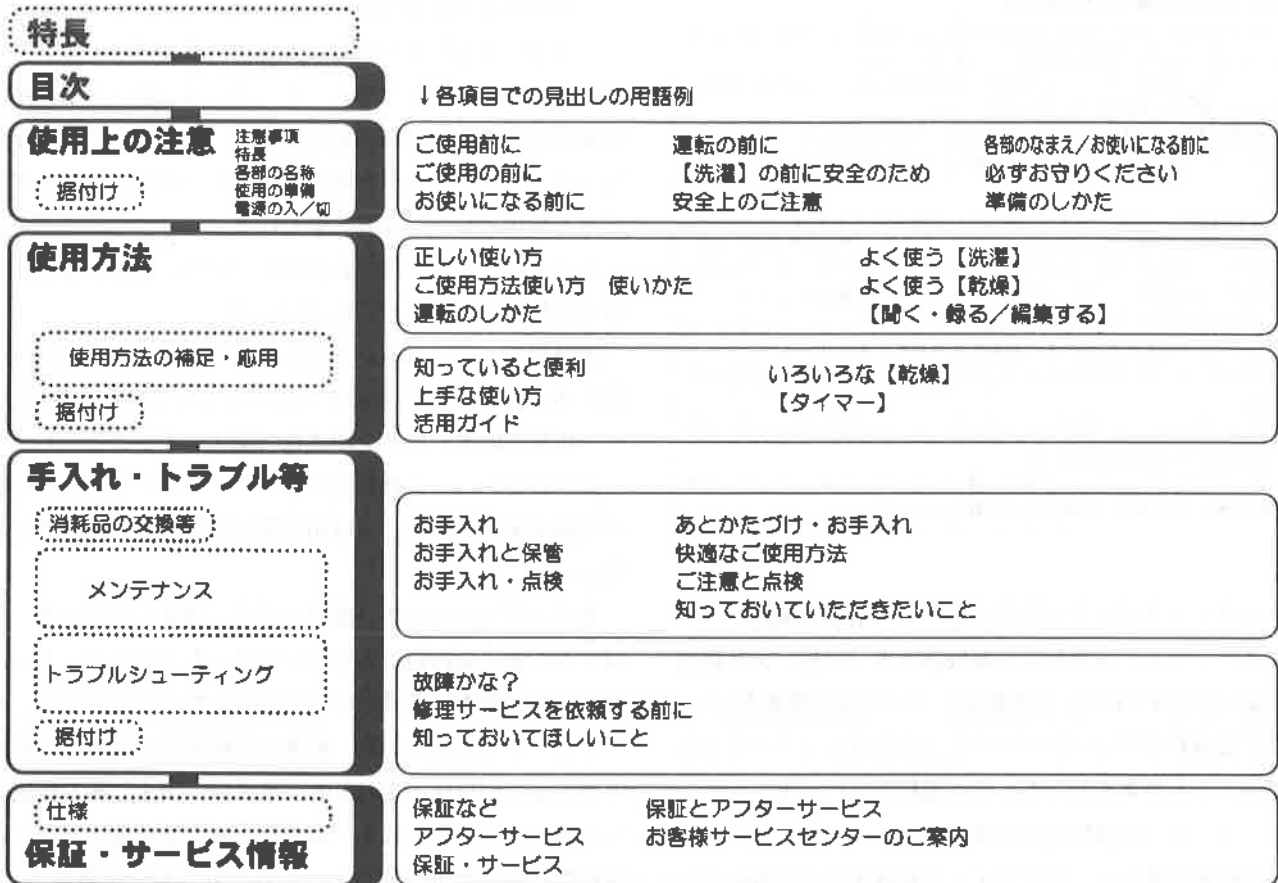 特長
目次
↓各項目での見出しの用語例
使用上の注意
注意事項
特長
各部の名称
使用の準備
電源の入／切
据付け
ご使用前に 運転の前に 各部のなまえ／お使いになる前に
ご使用の前に 【洗濯】の前に安全のため 必ずお守りください
お使いになる前に 安全上のご注意 準備のしかた
使用方法
使用方法の補足・応用
据付け
正しい使い方 よく使う【洗濯】
ご使用方法使い方 使いかた よく使う【乾燥】
運転のしかた 【聞く・録る／編集する】
知っていると便利 いろいろな【乾燥】
上手な使い方 【タイマー】
活用ガイド
手入れ・トラブル等
消耗品の交換等
メンテナンス
トラブルシューティング
据付け
お手入れ あとかたづけ・お手入れ
お手入れと保管 快適なご使用方法
お手入れ・点検 ご注意と点検
知っておいていただきたいこと
故障かな？
修理サービスを依頼する前に
知っておいてほしいこと
仕様
保証・サービス情報
保証など 保証とアフターサービス
アフターサービス お客様サービスセンターのご案内
保証・サービス